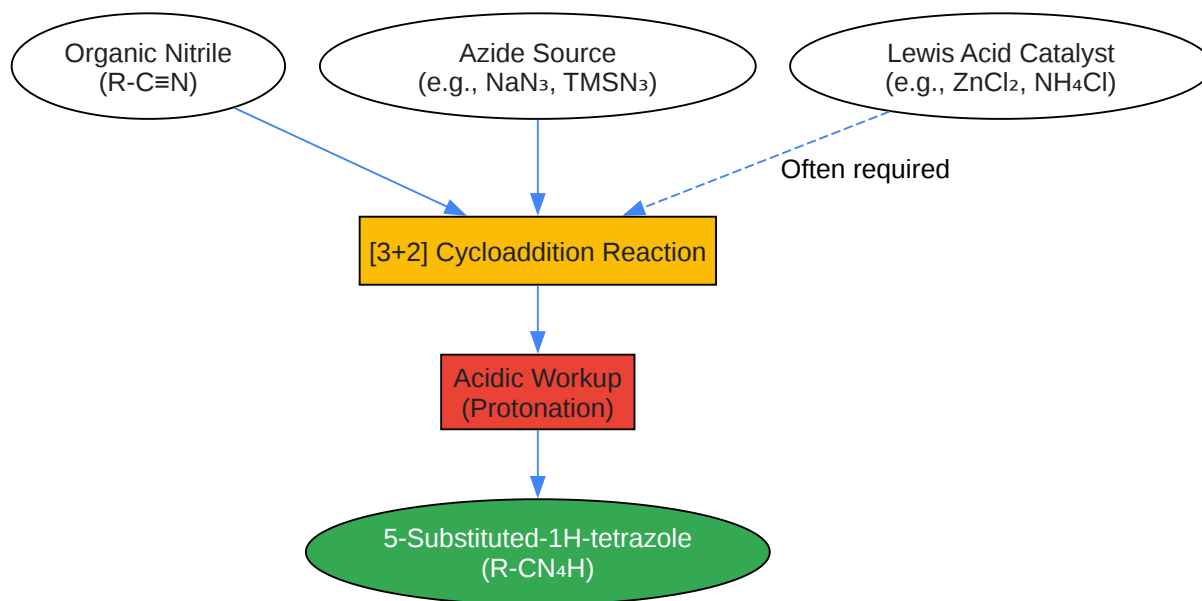 Organic Nitrile
(R-C≡N)
Azide Source
(e.g., NaN₃, TMSN₃)
Lewis Acid Catalyst
(e.g., ZnCl₂, NH₄Cl)
Often required
[3+2] Cycloaddition Reaction
Acidic Workup
(Protonation)
5-Substituted-1H-tetrazole
(R-CN₄H)